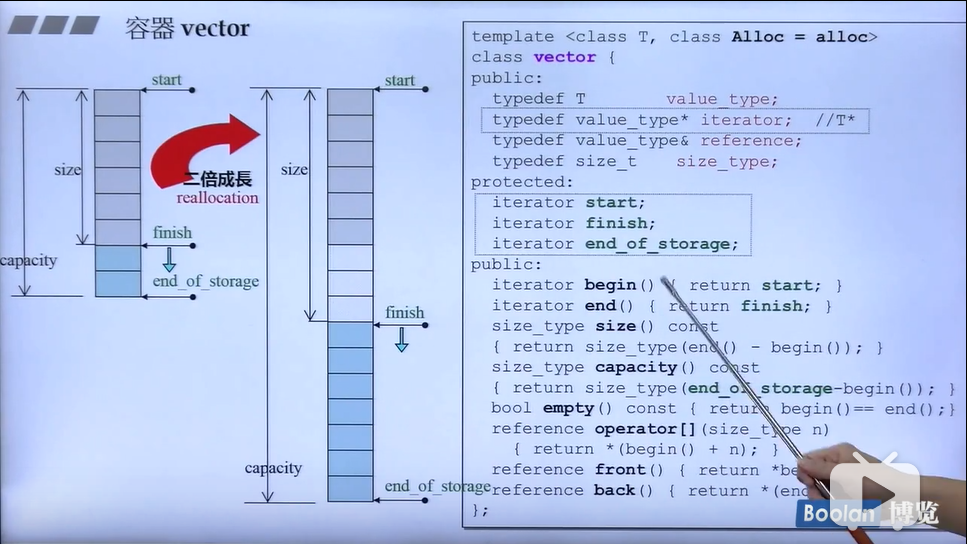 容器 vector
start
size
二倍成長
reallocation
finish
capacity
end_of_storage
start
size
finish
capacity
end_of_storage
template <class T, class Alloc = alloc>
class vector {
public:
typedef T value_type;
typedef value_type* iterator; //T*
typedef value_type& reference;
typedef size_t size_type;
protected:
iterator start;
iterator finish;
iterator end_of_storage;
public:
iterator begin() { return start; }
iterator end() { return finish; }
size_type size() const
{ return size_type(end() - begin()); }
size_type capacity() const
{ return size_type(end_of_storage-begin()); }
bool empty() const { return begin()== end();}
reference operator[](size_type n)
{ return *(begin() + n); }
reference front() { return
reference back() { return
};
Boolan 博览